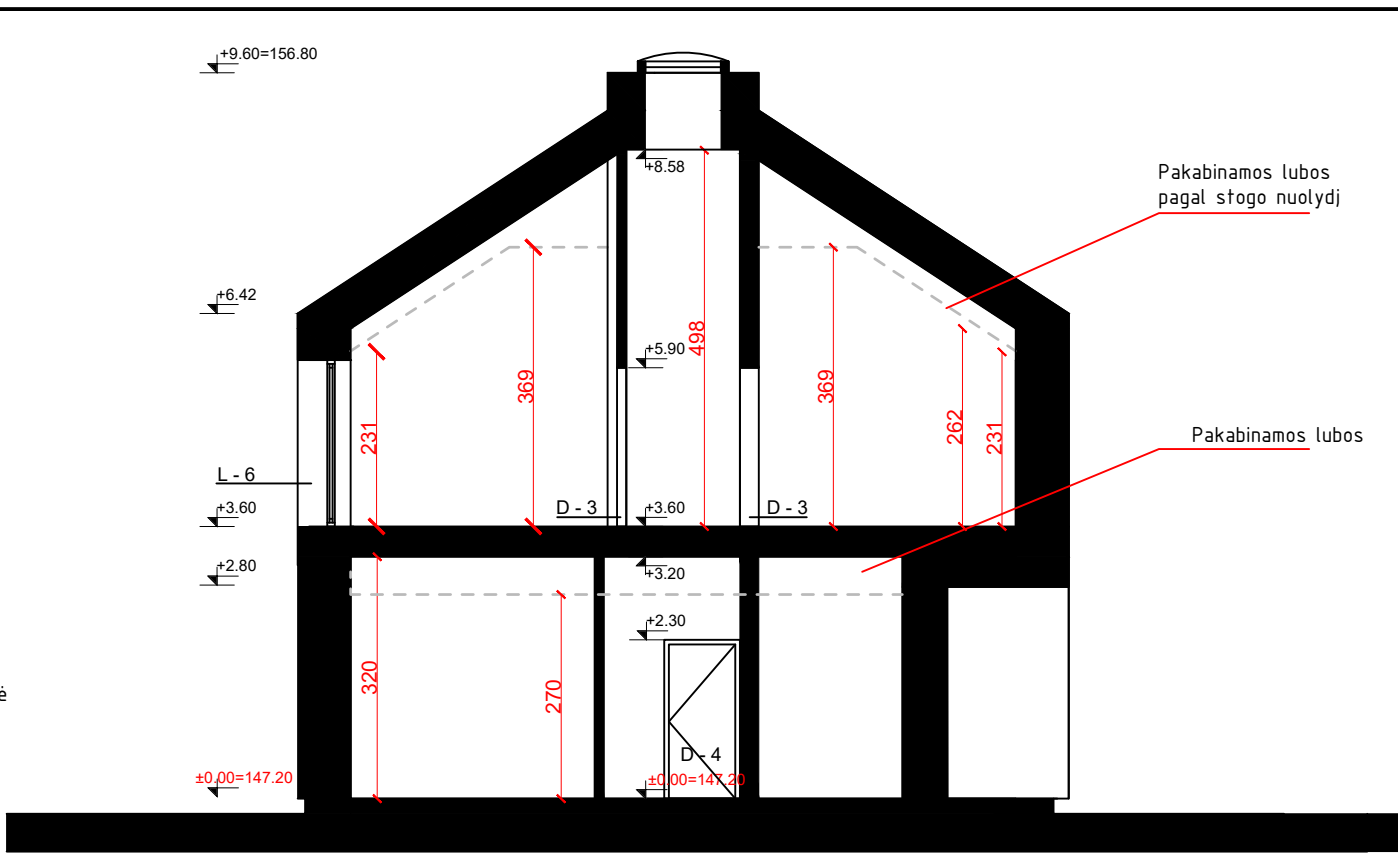 +9.60=156.80
+8.58
Pakabinamos lubos
pagal stogo nuolydį
+6.42
+5.90
498
369
369
231
262
231
Pakabinamos lubos
L - 6
+3.60
D - 3
+3.60
D - 3
+2.80
+3.20
+2.30
320
270
ë
D - 4
±0.00=147.20
±0.00=147.20